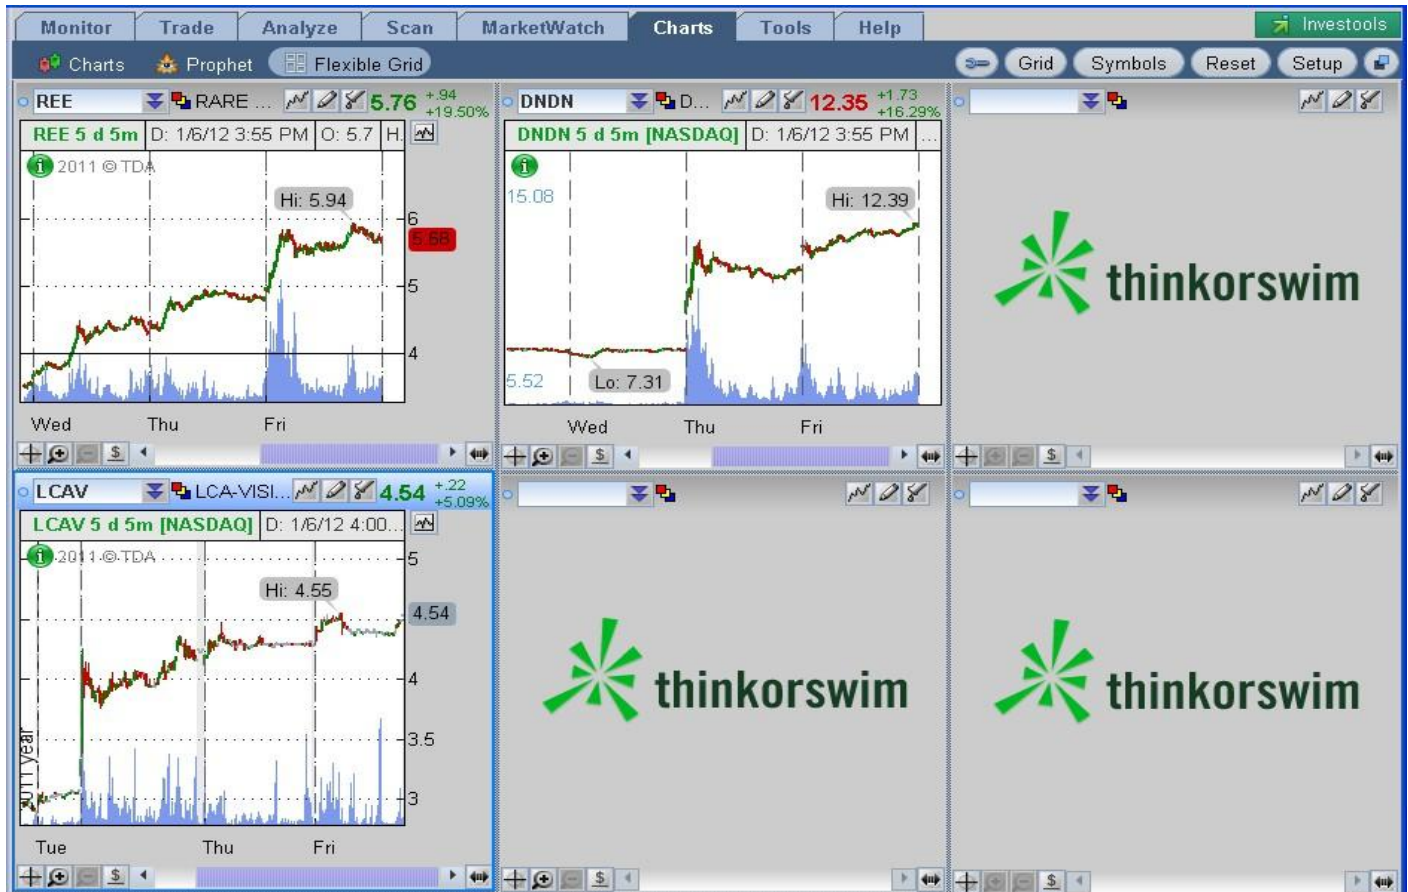 Monitor Trade Analyze Scan MarketWatch Charts Tools Help Investools
Charts Prophet Flexible Grid Grid Symbols Reset Setup
REE RARE ... 5.76 +.94 +19.50%
REE 5 d 5m D: 1/6/12 3:55 PM O: 5.7 H.
2011 © TDA
Hi: 5.94
6
5.68
5
4
Wed Thu Fri
$
DNDN D... 12.35 +1.73 +16.29%
DNDN 5 d 5m [NASDAQ] D: 1/6/12 3:55 PM ...
15.08
Hi: 12.39
5.52
Lo: 7.31
Wed Thu Fri
$
thinkorswim
$
LCAV LCA-VISI... 4.54 +.22 +5.09%
LCAV 5 d 5m [NASDAQ] D: 1/6/12 4:00...
2011 © TDA
5
Hi: 4.55
4.54
4
3.5
3
2011 year
Tue Thu Fri
$
thinkorswim
$
thinkorswim
$